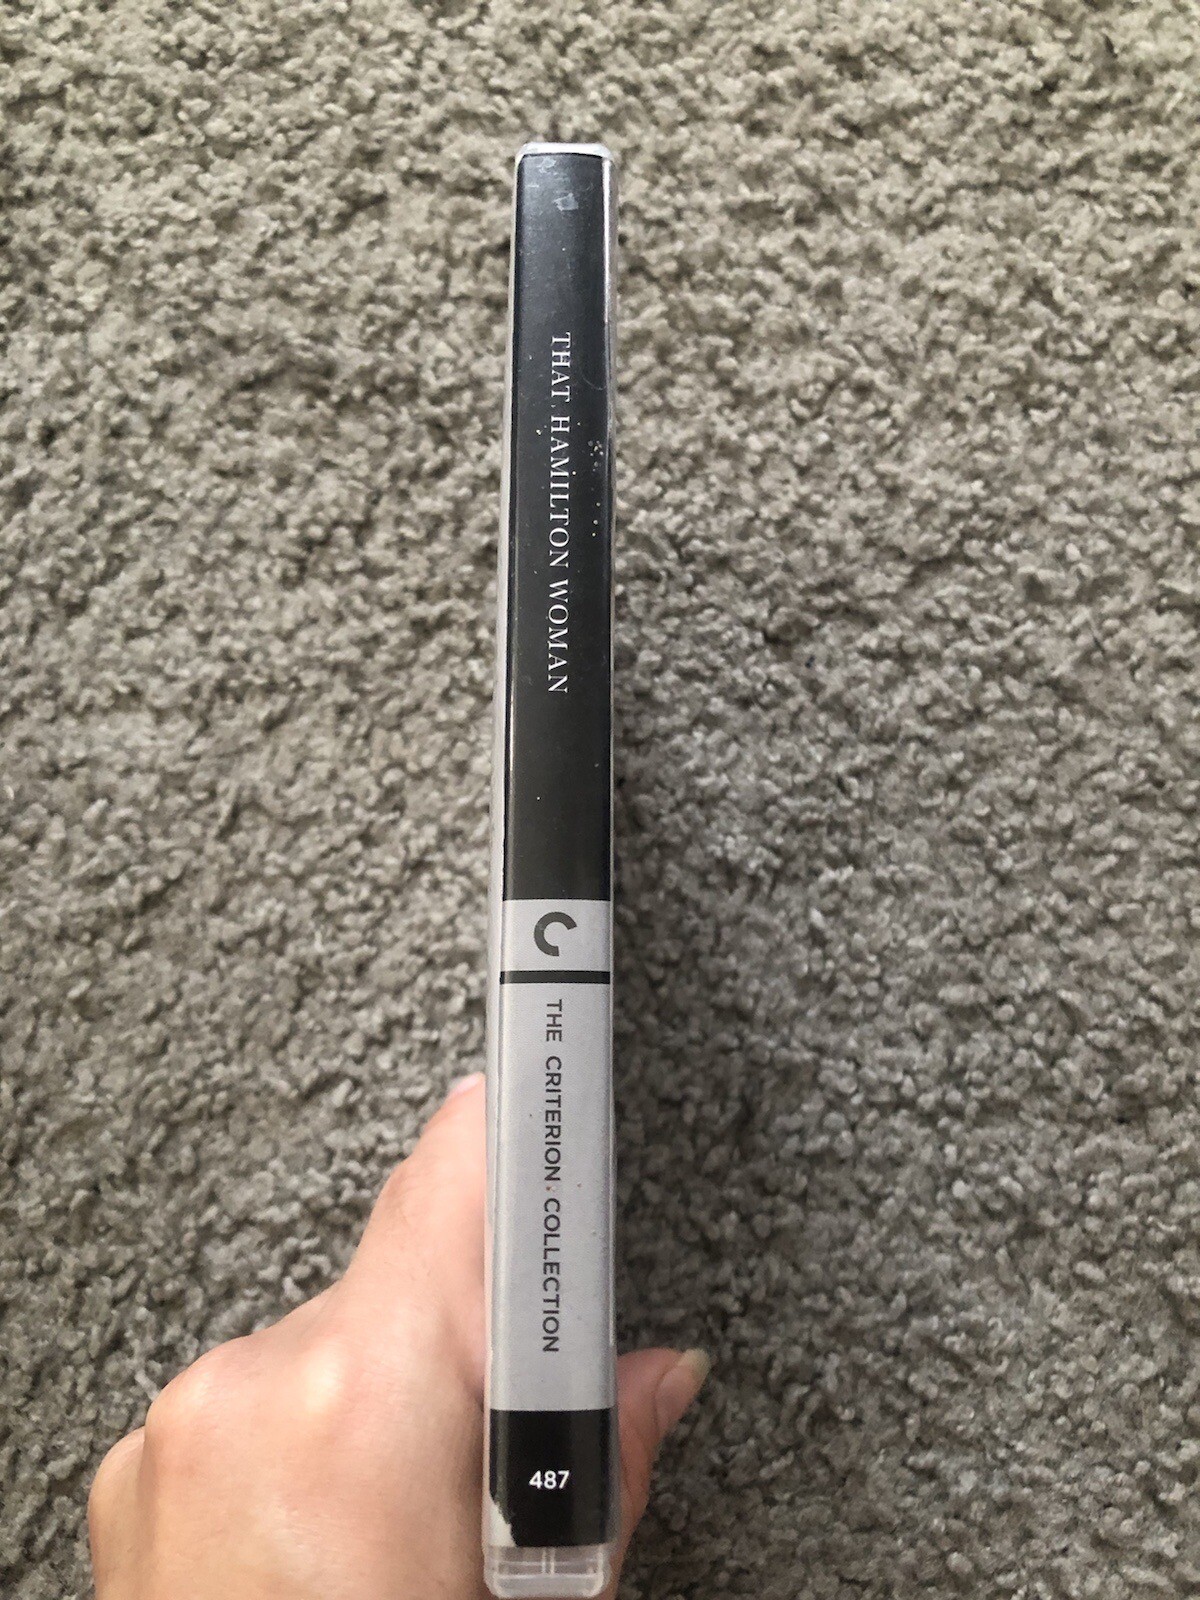 THAT HAMILTON WOMAN
THE CRITERION COLLECTION
487